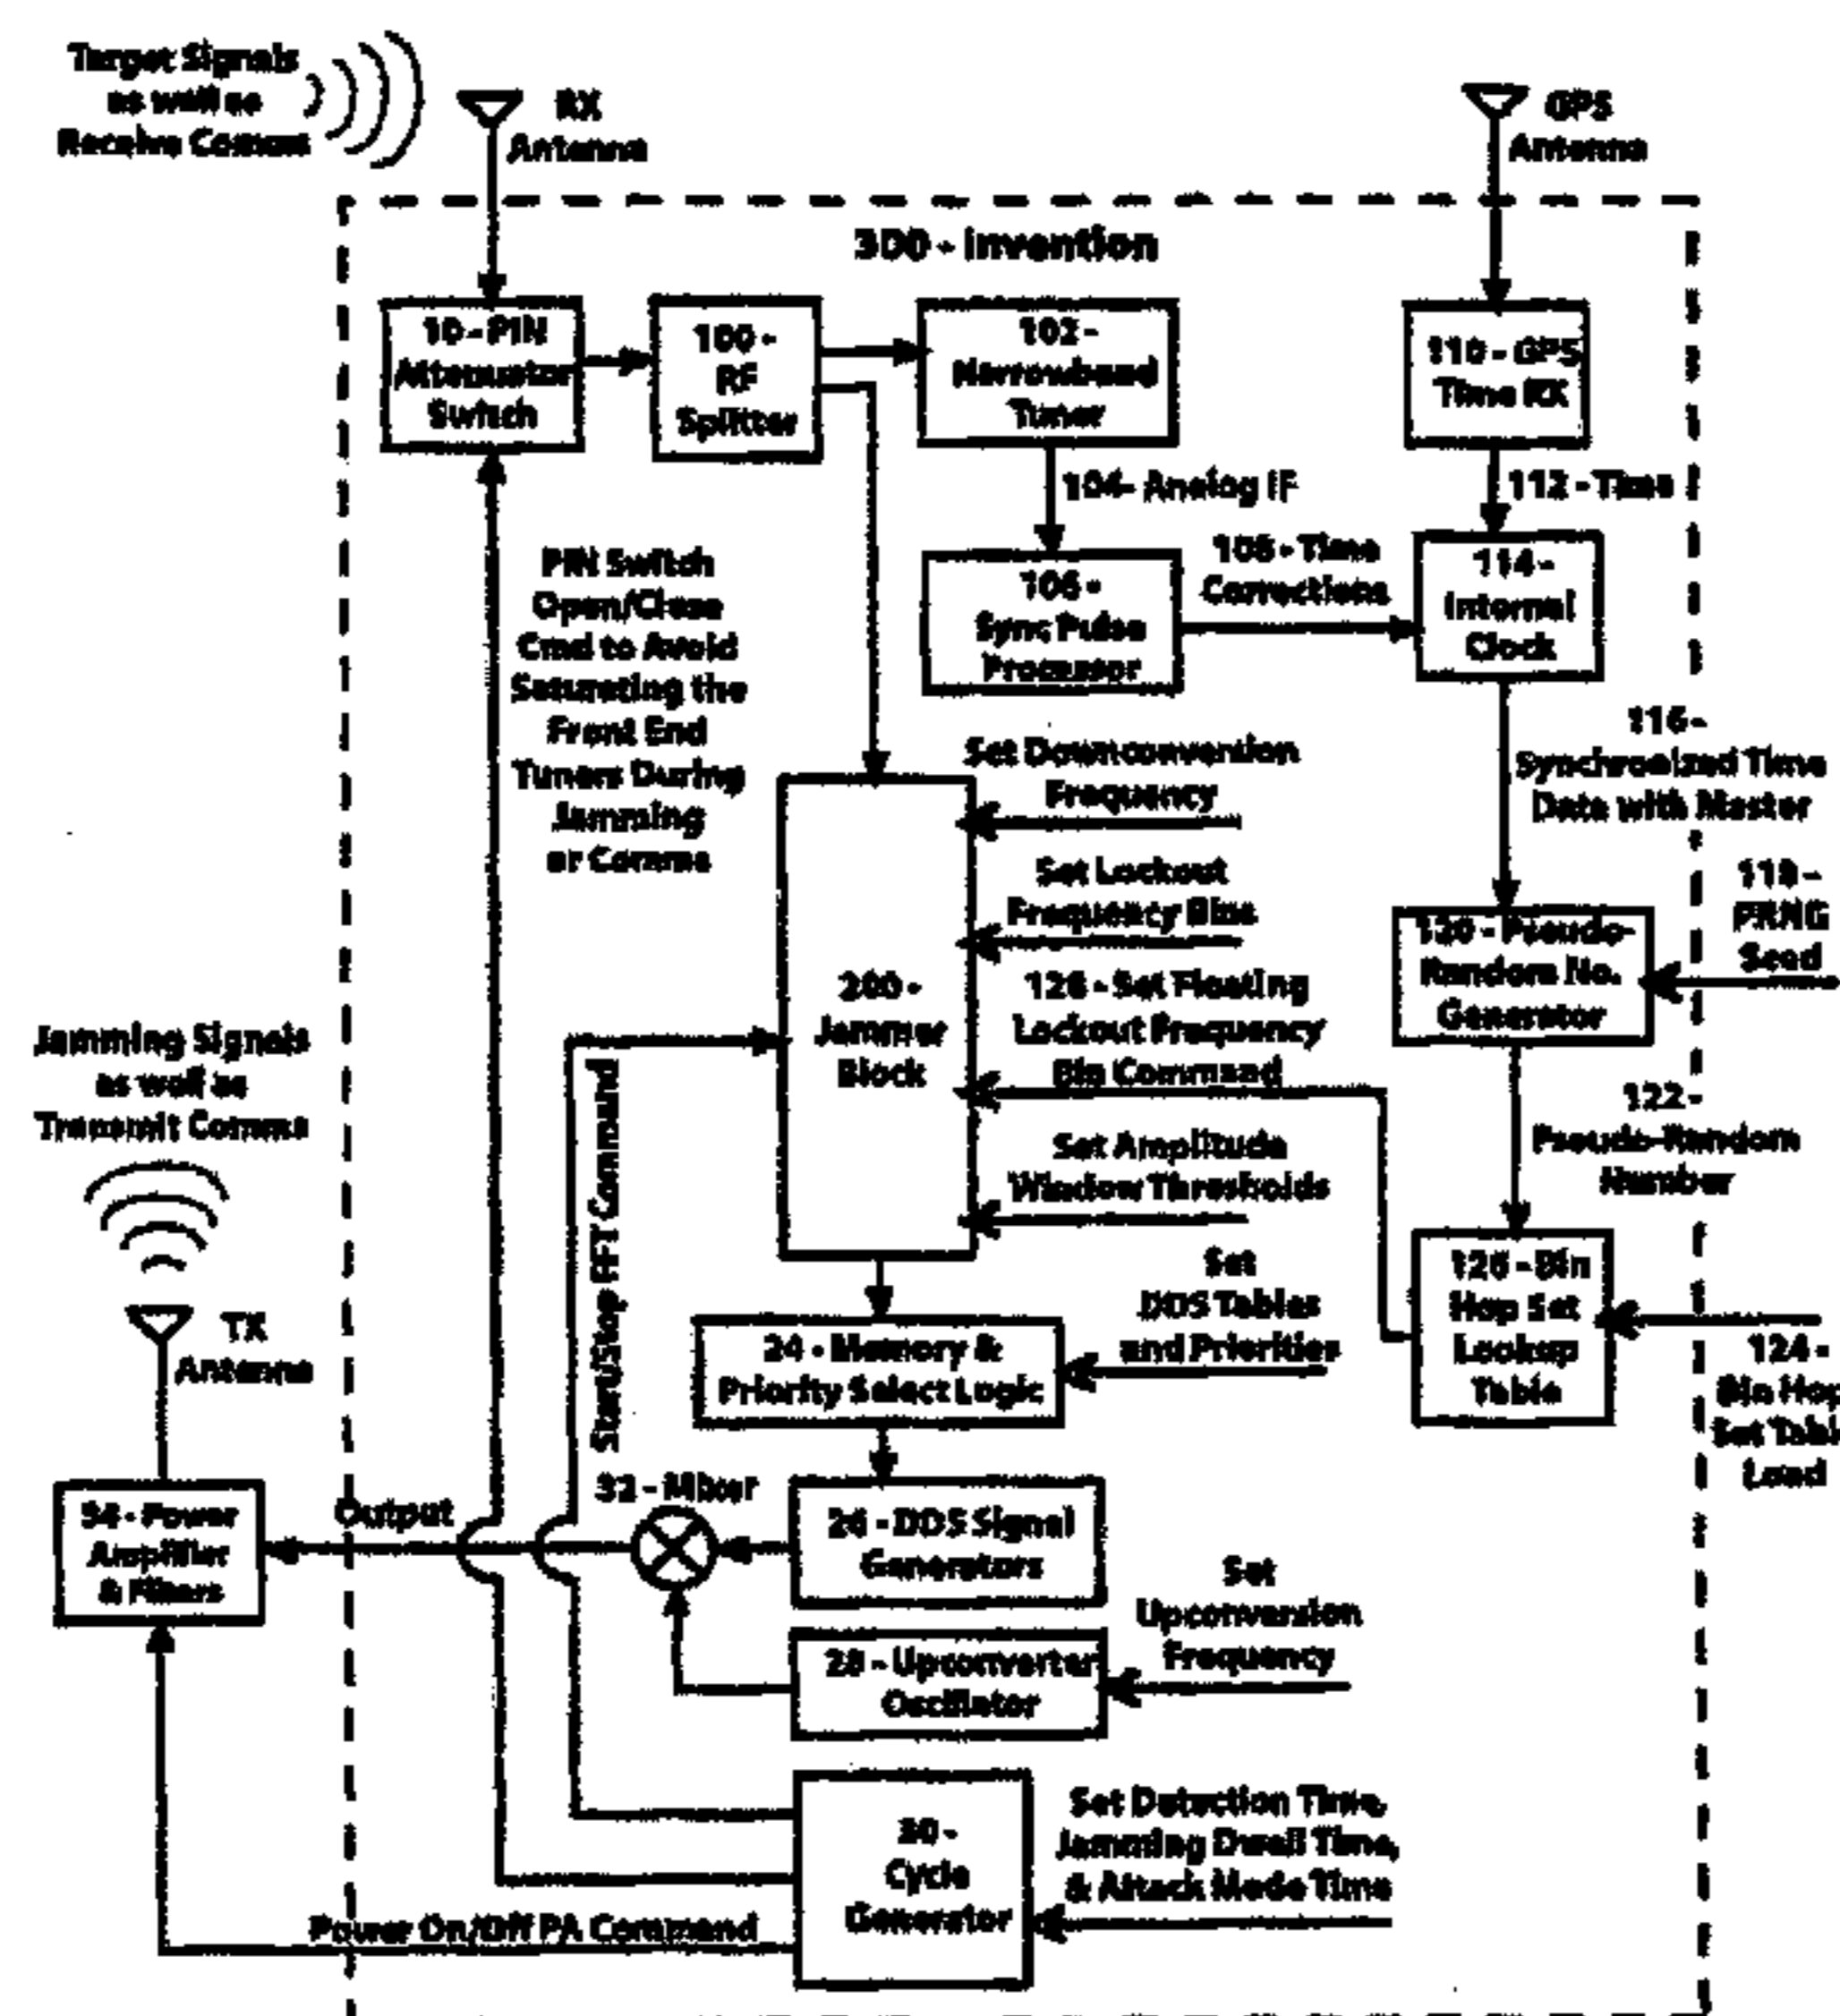 Target Signals
as well as
Receive Comms
RX
Antenna
GPS
Antenna
300 - Invention
10 - PIN
Attenuator
Switch
100 -
RF
Splitter
102 -
Narrowband
Tuner
110 - GPS
Time RX
104- Analog IF
112 - Time
PIN Switch
Open/Close
Cmd to Avoid
Saturating the
Front End
Tuners During
Jamming
or Comms
106 -
Sync Pulse
Processor
Time
Corrections
114 -
Internal
Clock
116 -
Synchronized Time
Date with Master
Set Downconversion
Frequency
Set Lockout
Frequency Bins
118 -
PRNG
Seed
120 - Pseudo-
Random No.
Generator
200 -
Jammer
Block
Set Floating
Lockout Frequency
Bin Command
Jamming Signals
as well as
Transmit Comms
Start/Stop FFT Command
122 -
Pseudo-Random
Number
Set Amplitude
Window Thresholds
126 - Bin
Hop Set
Lookup
Table
Set
DDS Tables
and Priorities
TX
Antenna
24 - Memory &
Priority Select Logic
124 -
Bin Hop
Set Table
Load
34 - Power
Amplifier
& Filters
Output
32 - Mixer
26 - DDS Signal
Generators
Set
Upconversion
Frequency
28 - Upconverter
Oscillator
30 -
Cycle
Generator
Set Detection Time,
Jamming Dwell Time,
& Attack Mode Time
Power On/Off PA Command